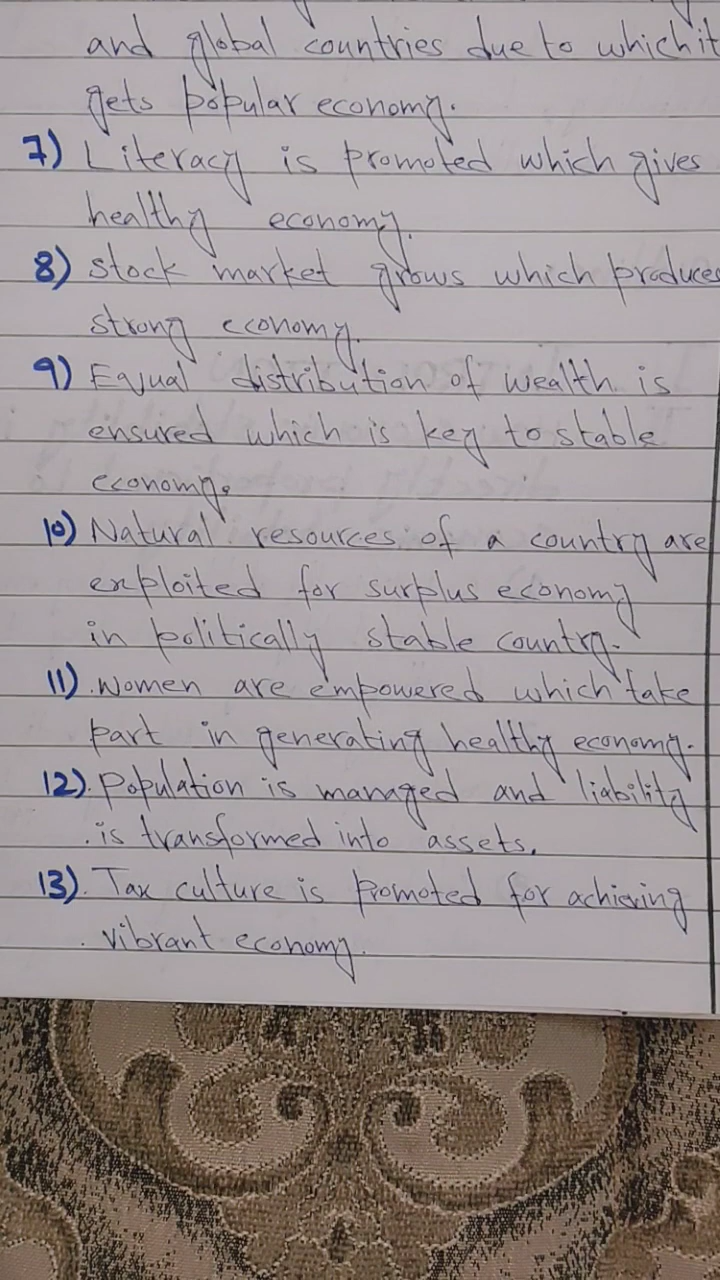 and global countries due to which it
gets popular economy.
7) Literacy is promoted which gives
healthy economy.
8) stock market grows which produces
strong economy.
9) Equal distribution of wealth is
ensured which is key to stable
economy.
10) Natural resources of a country are
exploited for surplus economy
in politically stable country.
11). Women are empowered which take
part in generating healthy economy.
12). Population is managed and liability
.is transformed into assets.
13). Tax culture is promoted for achieving
. vibrant economy.